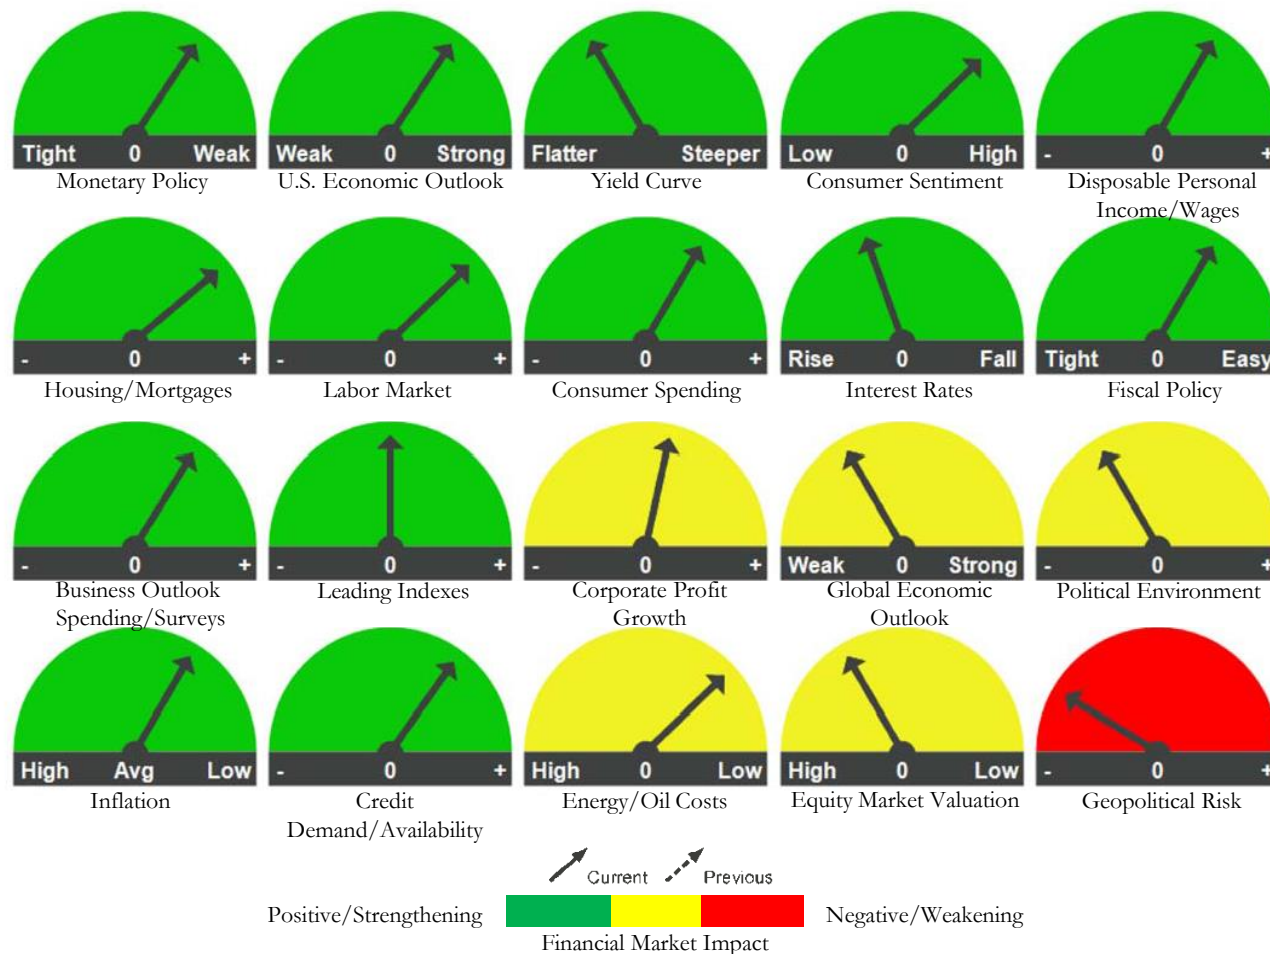 Tight 0 Weak
Monetary Policy
Weak 0 Strong
U.S. Economic Outlook
Flatter Steeper
Yield Curve
Low 0 High
Consumer Sentiment
- 0 +
Disposable Personal
Income/Wages
- 0 +
Housing/Mortgages
- 0 +
Labor Market
- 0 +
Consumer Spending
Rise 0 Fall
Interest Rates
Tight 0 Easy
Fiscal Policy
- 0 +
Business Outlook
Spending/Surveys
- 0 +
Leading Indexes
- 0 +
Corporate Profit
Growth
Weak 0 Strong
Global Economic
Outlook
- 0 +
Political Environment
High Avg Low
Inflation
- 0 +
Credit
Demand/Availability
High 0 Low
Energy/Oil Costs
High 0 Low
Equity Market Valuation
- 0 +
Geopolitical Risk
Current Previous
Positive/Strengthening Negative/Weakening
Financial Market Impact